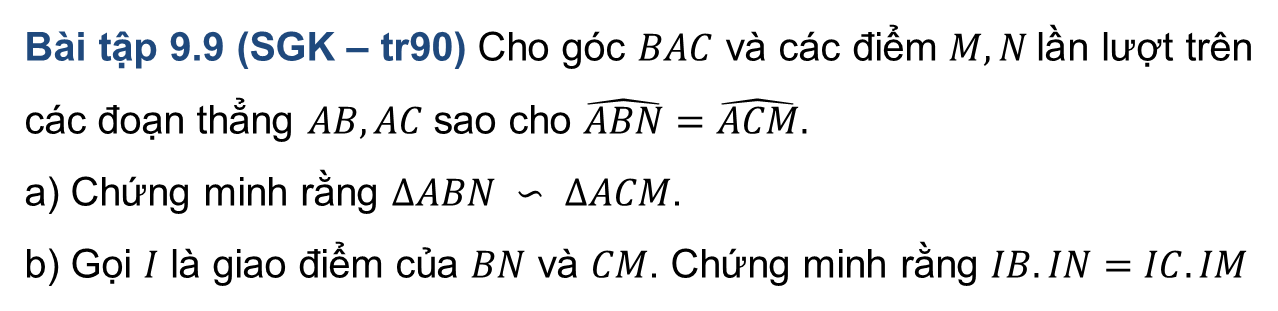 Bài tập 9.9 (SGK – tr90) Cho góc 𝐵𝐴𝐶 và các điểm 𝑀, 𝑁 lần lượt trên
các đoạn thẳng 𝐴𝐵, 𝐴𝐶 sao cho \widehat{𝐴𝐵𝑁} = \widehat{𝐴𝐶𝑀}.
a) Chứng minh rằng Δ𝐴𝐵𝑁 ∽ Δ𝐴𝐶𝑀.
b) Gọi 𝐼 là giao điểm của 𝐵𝑁 và 𝐶𝑀. Chứng minh rằng 𝐼𝐵. 𝐼𝑁 = 𝐼𝐶. 𝐼𝑀